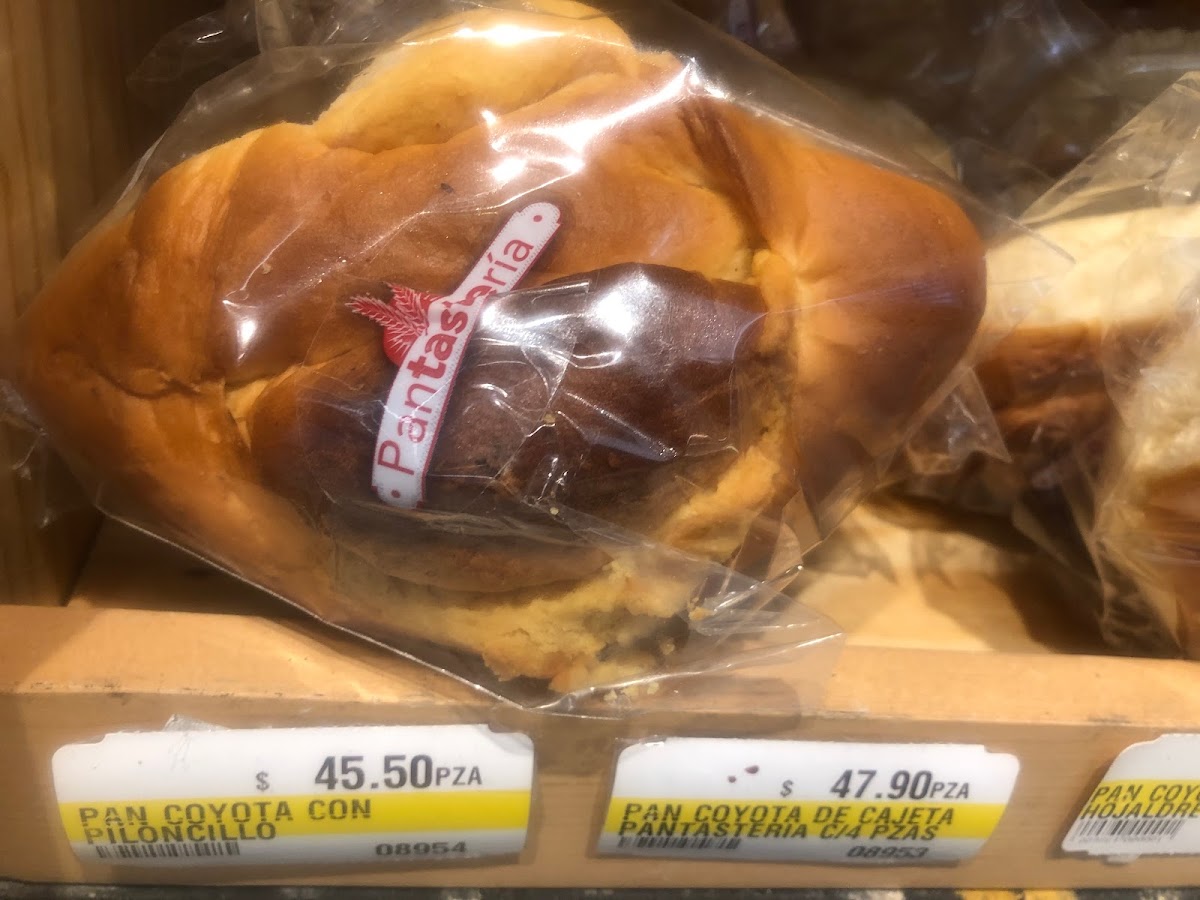 Pantastería
$ 45.50PZA
PAN COYOTA CON
PILONCILLO
08954
$ 47.90PZA
PAN COYOTA DE CAJETA
PANTASTERIA C/4 PZAS
08953
PAN COYO
HOJALDRE